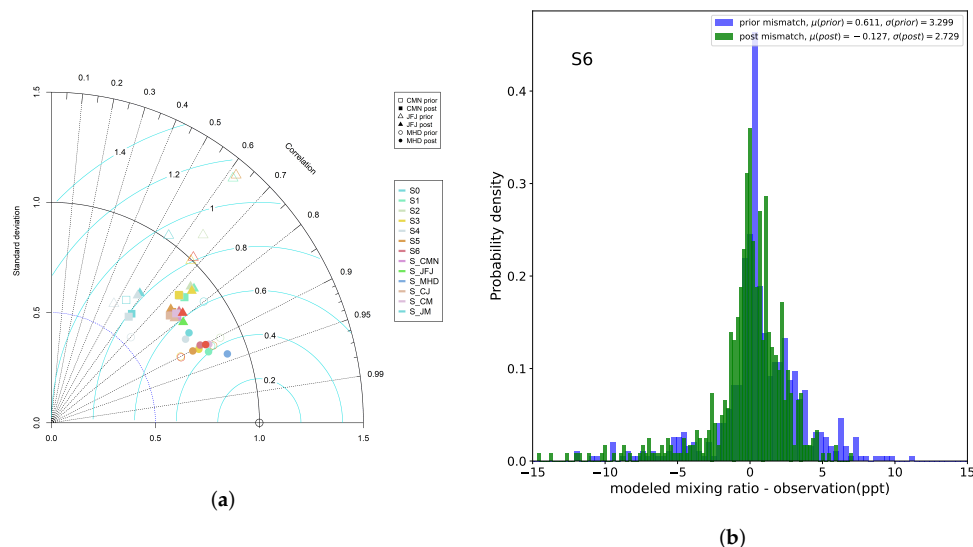 0.1
0.2
0.3
0.4
0.5
0.6
0.7
0.8
0.9
0.95
0.99
Correlation
1.5
1.0
0.5
0.0
Standard deviation
1.4
1.2
1
0.8
0.6
0.4
0.2
0.0
0.5
1.0
1.5
CMN prior
CMN post
JFJ prior
JFJ post
MHD prior
MHD post
S0
S1
S2
S3
S4
S5
S6
S_CMN
S_JFJ
S_MHD
S_CJ
S_CM
S_JM
(a)
prior mismatch, μ(prior) = 0.611, σ(prior) = 3.299
post mismatch, μ(post) = −0.127, σ(post) = 2.729
S6
Probability density
0.4
0.3
0.2
0.1
0.0
−15
−10
−5
0
5
10
15
modeled mixing ratio - observation(ppt)
(b)